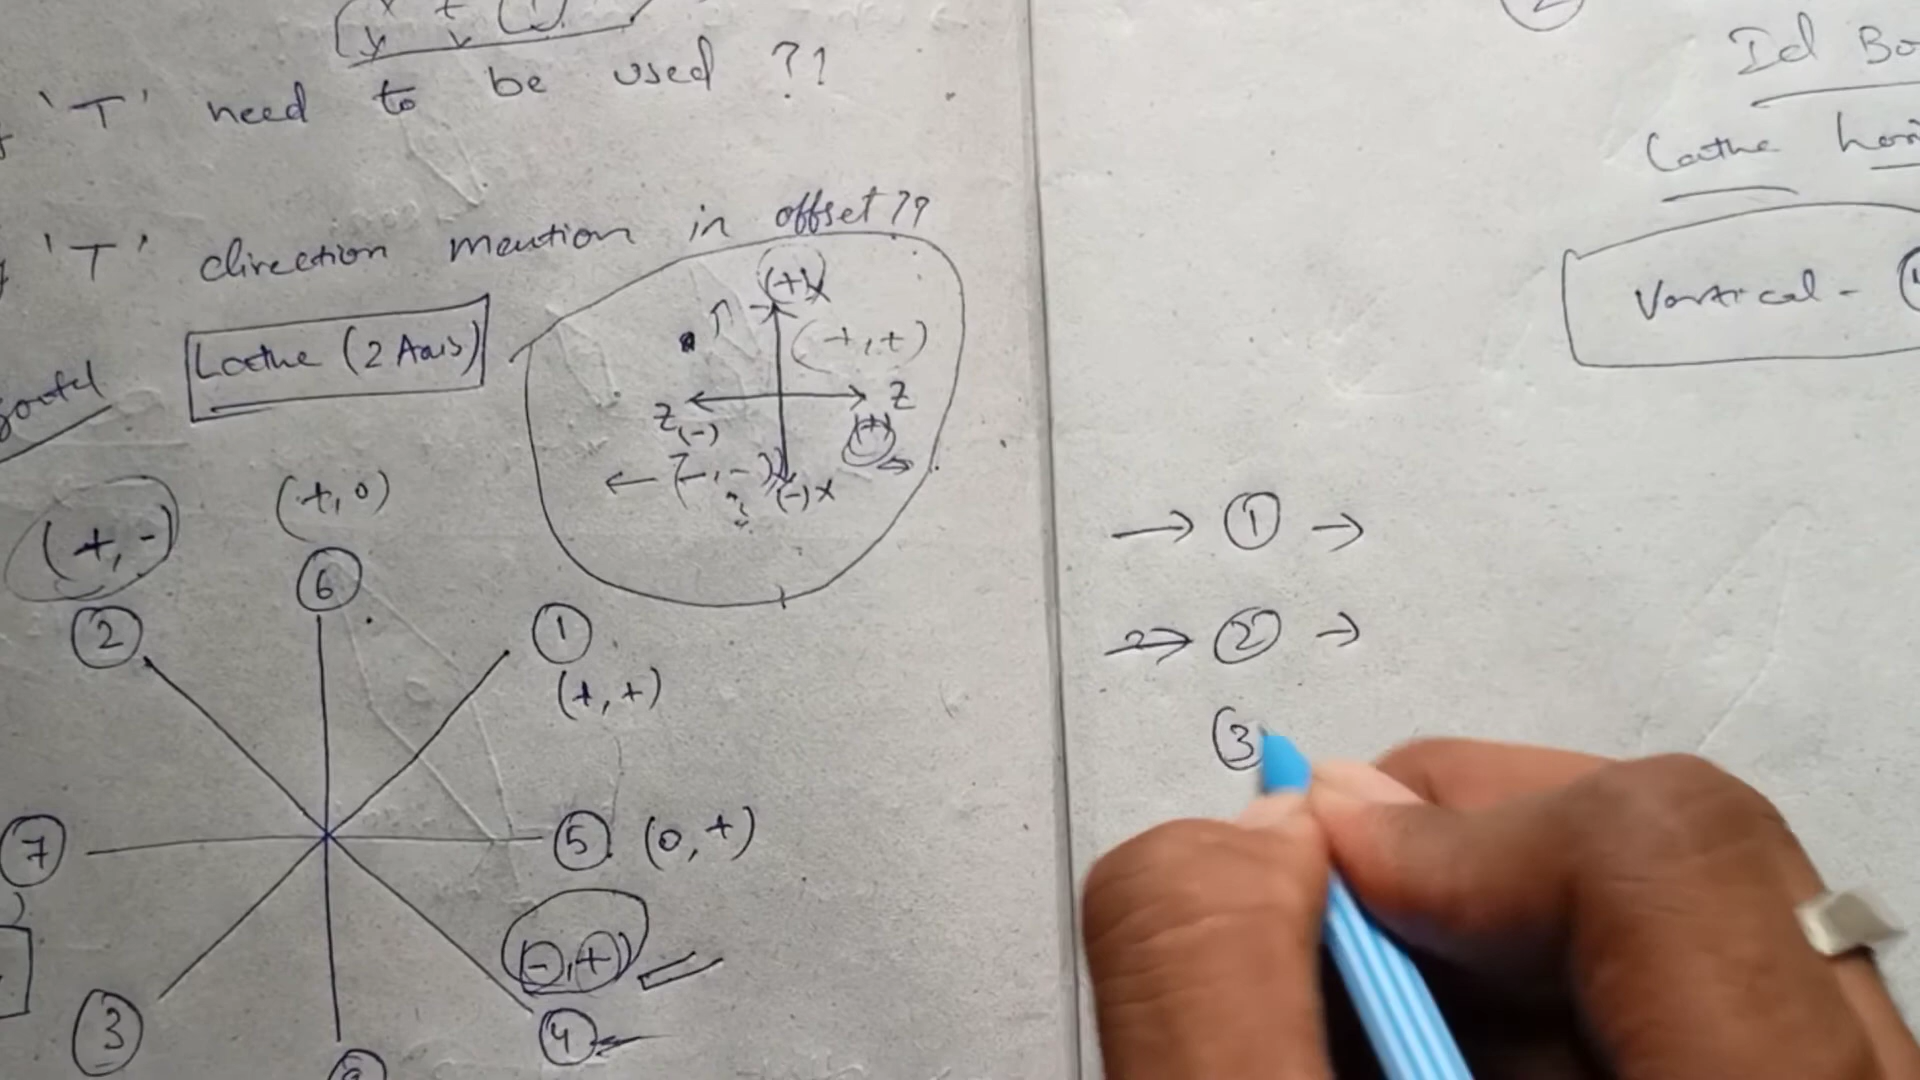 'T' need to be used ??
'T' direction mention in offset ??
Lathe (2 Axis)
(+)X
(+,+)
Z
Z
(-)
(+)
(-,-)
(-)X
(+,-)
(+,0)
2
6
1
(+,+)
7
5 (0,+)
(-,+)
3
4
→ 1 →
→ 2 →
3
Id
Lathe
Vertical -